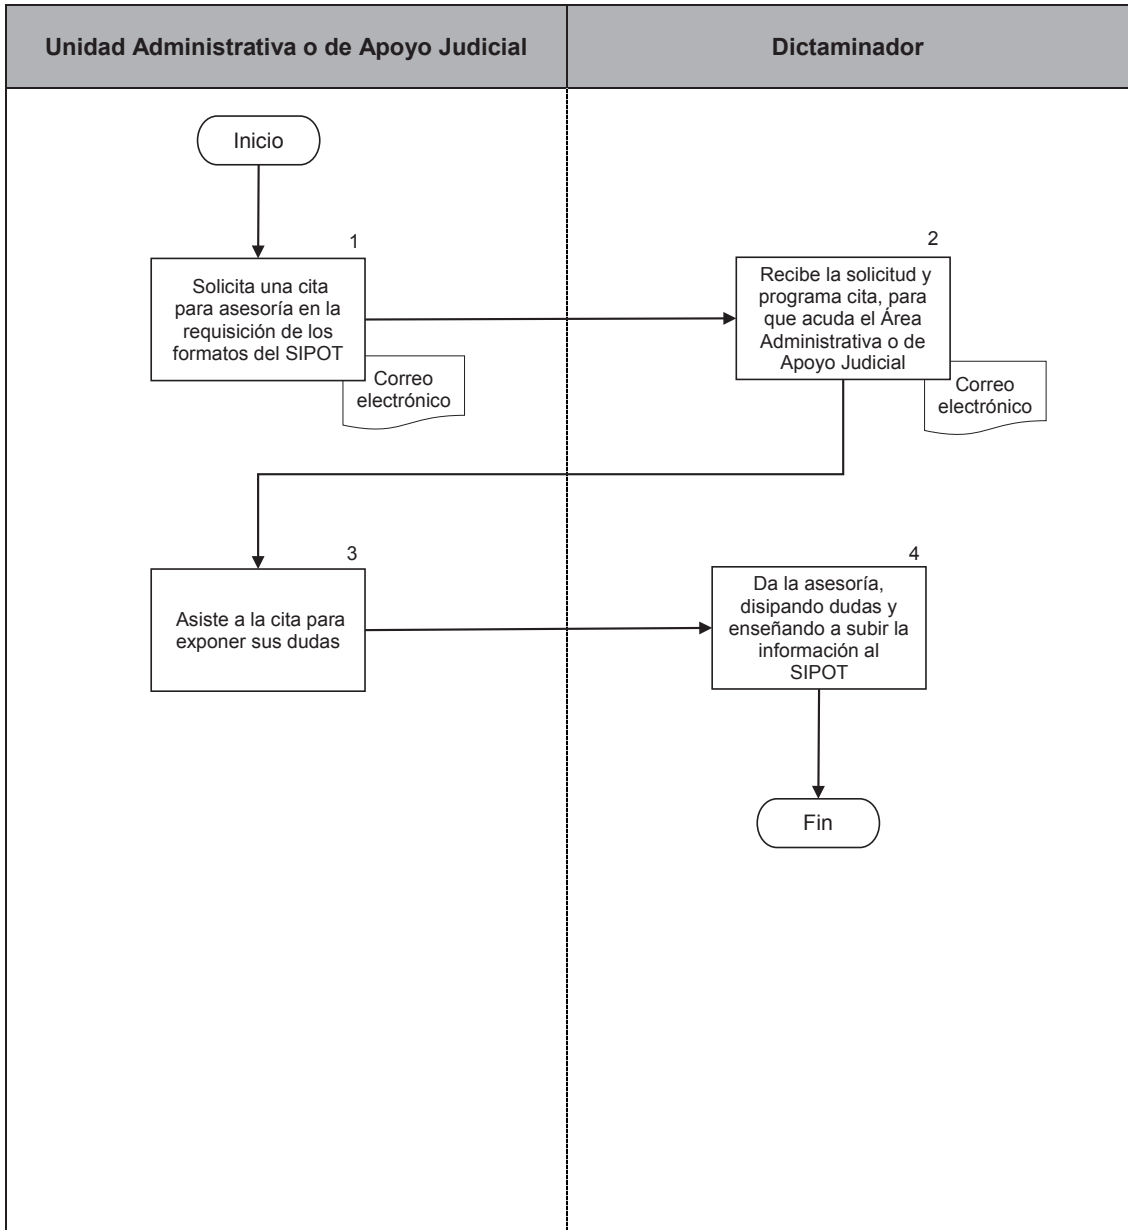 Unidad Administrativa o de Apoyo Judicial
Dictaminador
Inicio
1
Solicita una cita
para asesoría en la
requisición de los
formatos del SIPOT
Correo
electrónico
2
Recibe la solicitud y
programa cita, para
que acuda el Área
Administrativa o de
Apoyo Judicial
Correo
electrónico
3
Asiste a la cita para
exponer sus dudas
4
Da la asesoría,
disipando dudas y
enseñando a subir la
información al
SIPOT
Fin